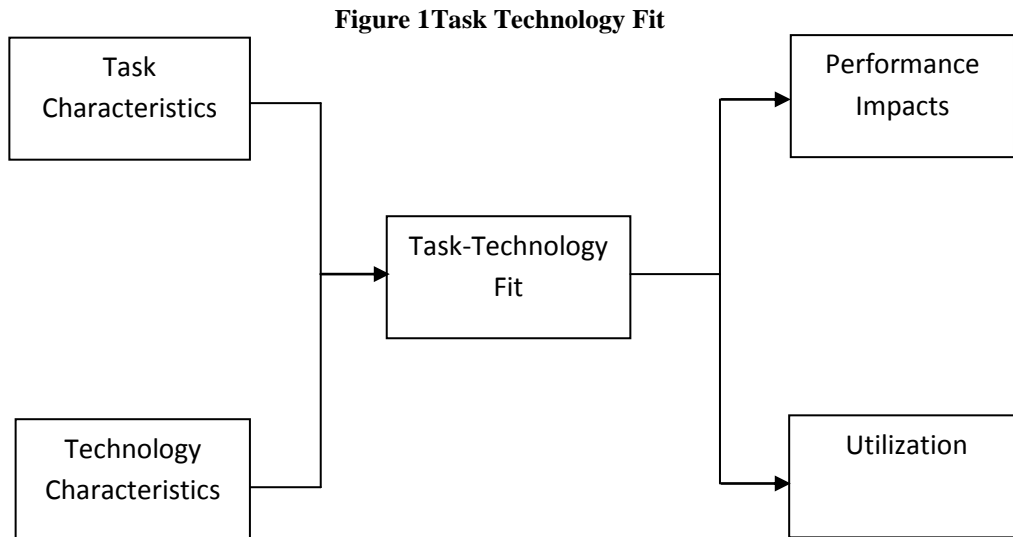 Figure 1Task Technology Fit
Task
Characteristics
Performance
Impacts
Task-Technology
Fit
Technology
Characteristics
Utilization